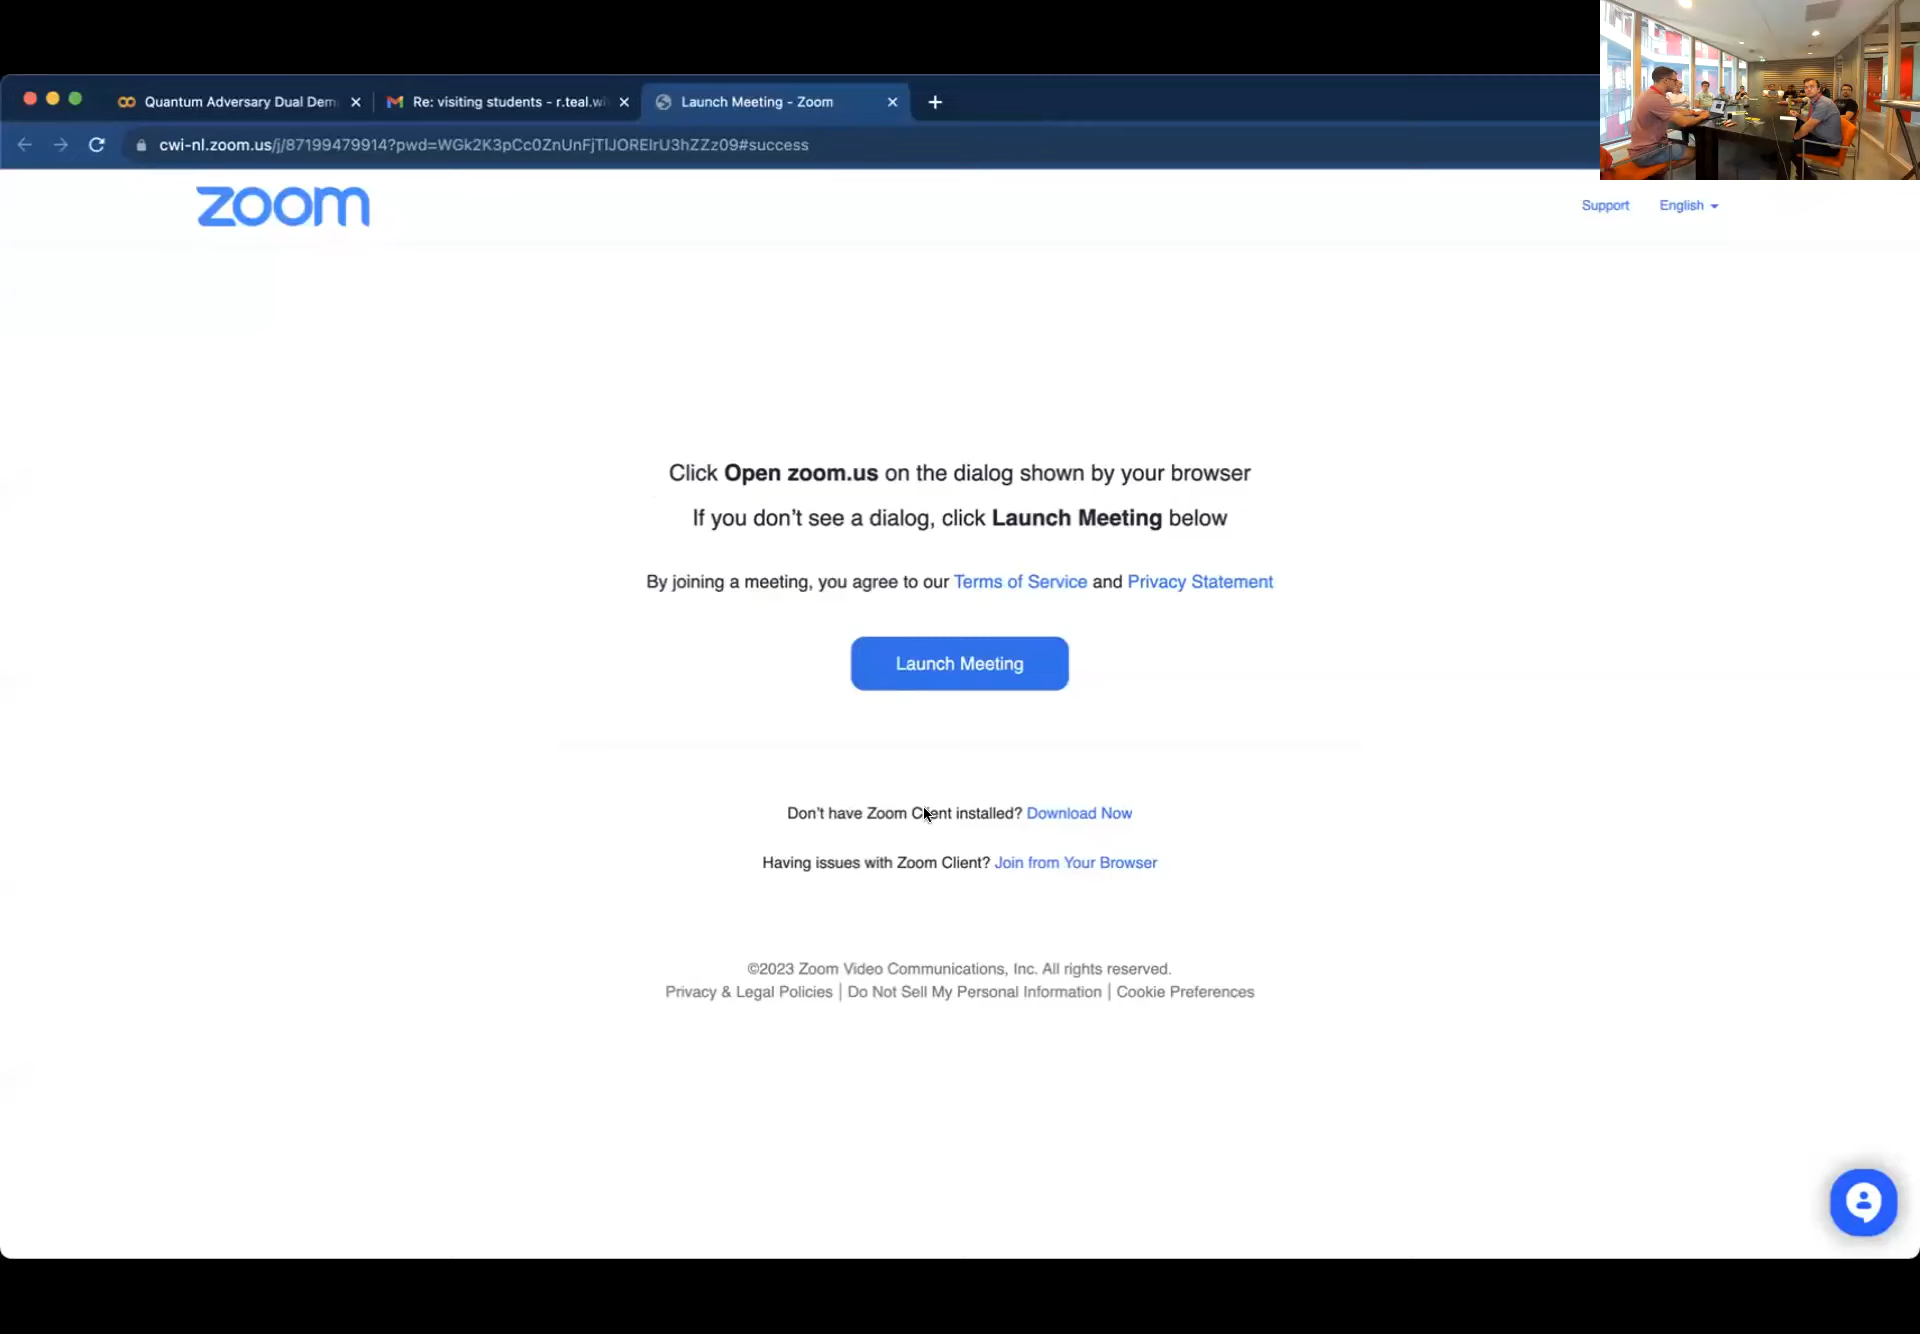 Quantum Adversary Dual Dem
Re: visiting students - r.teal.wi
Launch Meeting - Zoom
cwi-nl.zoom.us/j/87199479914?pwd=WGk2K3pCc0ZnUnFjTlJORElrU3hZZz09#success
zoom
Support
English
Click Open zoom.us on the dialog shown by your browser
If you don't see a dialog, click Launch Meeting below
By joining a meeting, you agree to our Terms of Service and Privacy Statement
Launch Meeting
Don't have Zoom Client installed? Download Now
Having issues with Zoom Client? Join from Your Browser
©2023 Zoom Video Communications, Inc. All rights reserved.
Privacy & Legal Policies | Do Not Sell My Personal Information | Cookie Preferences